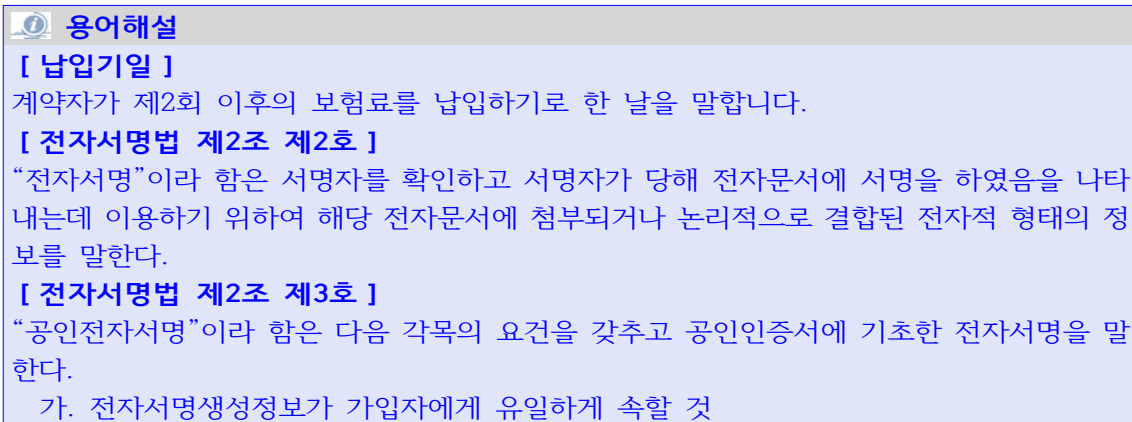 용어해설
[ 납입기일 ]
계약자가 제2회 이후의 보험료를 납입하기로 한 날을 말합니다.
[ 전자서명법 제2조 제2호 ]
“전자서명”이라 함은 서명자를 확인하고 서명자가 당해 전자문서에 서명을 하였음을 나타
내는데 이용하기 위하여 해당 전자문서에 첨부되거나 논리적으로 결합된 전자적 형태의 정
보를 말한다.
[ 전자서명법 제2조 제3호 ]
“공인전자서명”이라 함은 다음 각목의 요건을 갖추고 공인인증서에 기초한 전자서명을 말
한다.
가. 전자서명생성정보가 가입자에게 유일하게 속할 것